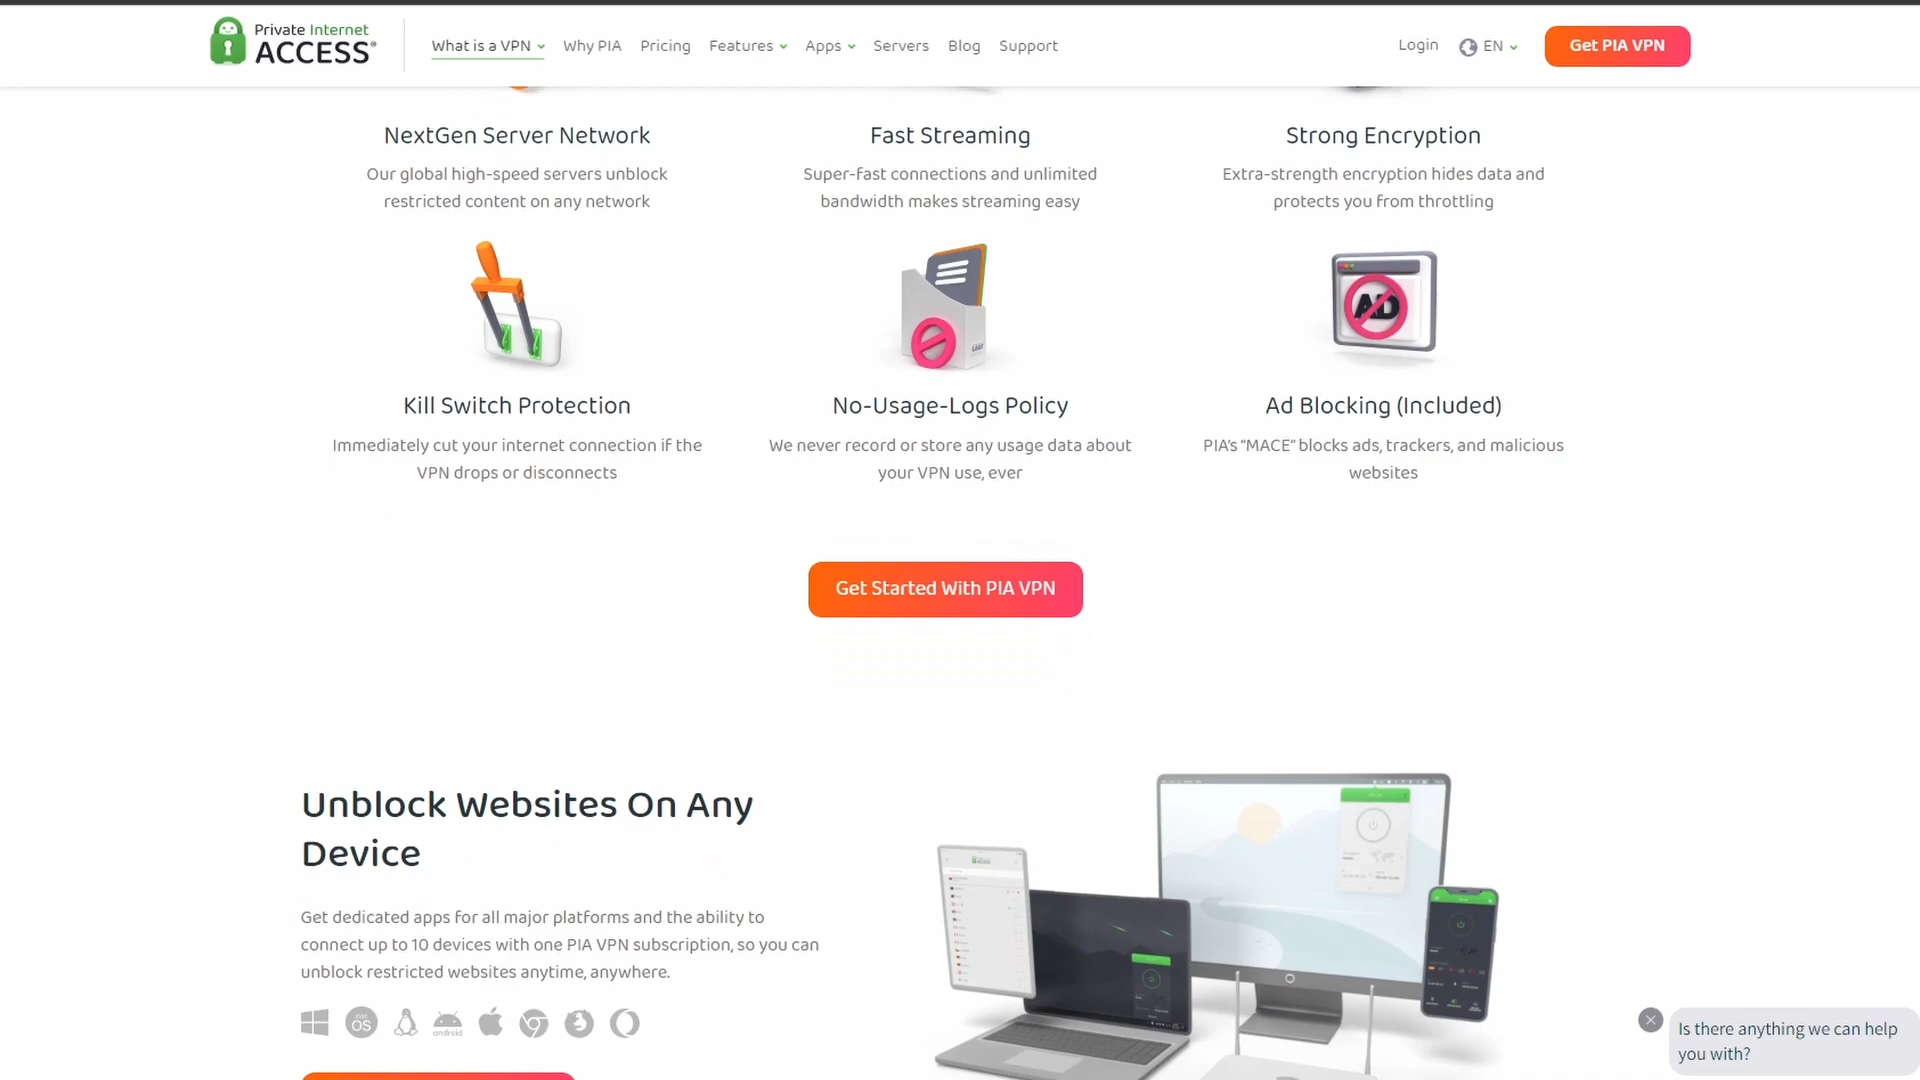 Private Internet
ACCESS®
What is a VPN
Why PIA
Pricing
Features
Apps
Servers
Blog
Support
Login
EN
Get PIA VPN
NextGen Server Network
Our global high-speed servers unblock
restricted content on any network
Fast Streaming
Super-fast connections and unlimited
bandwidth makes streaming easy
Strong Encryption
Extra-strength encryption hides data and
protects you from throttling
AD
Kill Switch Protection
Immediately cut your internet connection if the
VPN drops or disconnects
No-Usage-Logs Policy
We never record or store any usage data about
your VPN use, ever
Ad Blocking (Included)
PIA's “MACE” blocks ads, trackers, and malicious
websites
Get Started With PIA VPN
Unblock Websites On Any
Device
Get dedicated apps for all major platforms and the ability to
connect up to 10 devices with one PIA VPN subscription, so you can
unblock restricted websites anytime, anywhere.
mac
OS
android
ACCESS
Is there anything we can help
you with?